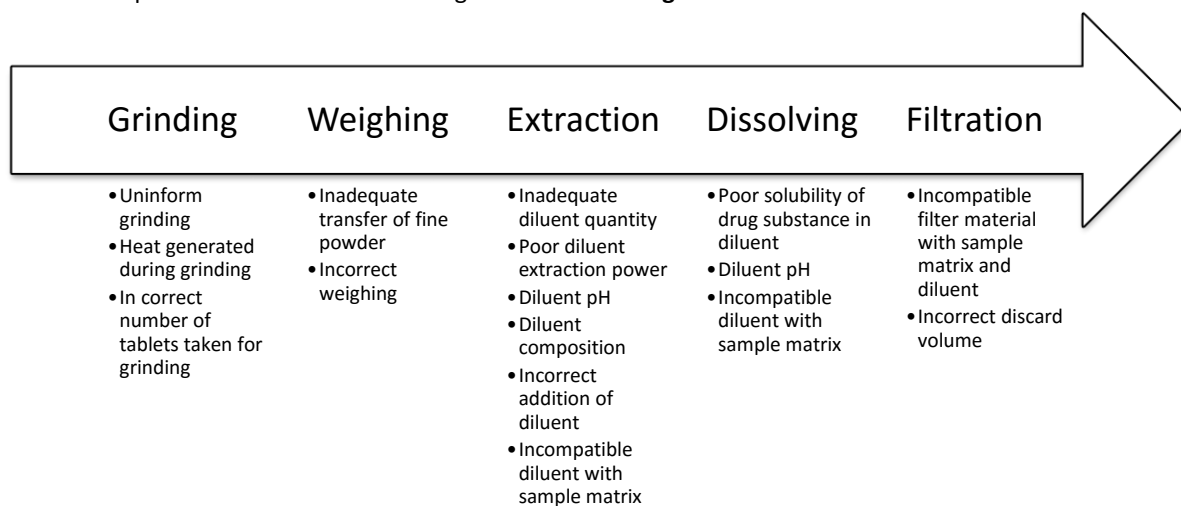 Grinding
Weighing
Extraction
Dissolving
Filtration
•Uninform
grinding
•Heat generated
during grinding
•In correct
number of
tablets taken for
grinding
•Inadequate
transfer of fine
powder
•Incorrect
weighing
•Inadequate
diluent quantity
•Poor diluent
extraction power
•Diluent pH
•Diluent
composition
•Incorrect
addition of
diluent
•Incompatible
diluent with
sample matrix
•Poor solubility of
drug substance in
diluent
•Diluent pH
•Incompatible
diluent with
sample matrix
•Incompatible
filter material
with sample
matrix and
diluent
•Incorrect discard
volume